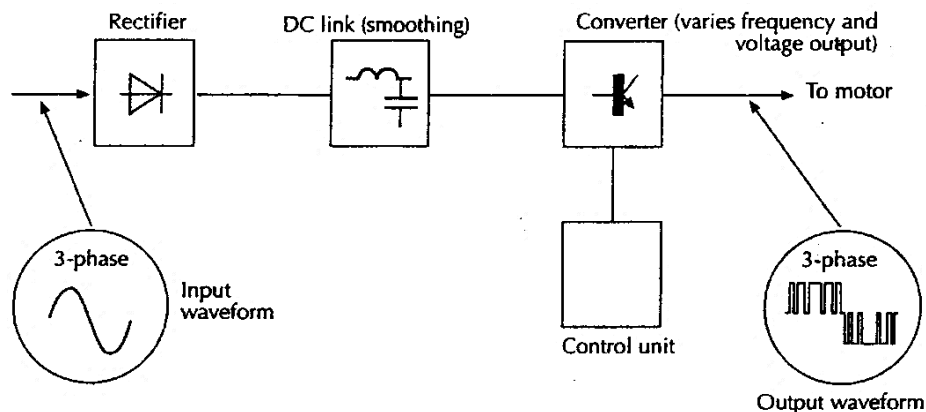 Rectifier
DC link (smoothing)
Converter (varies frequency and
voltage output)
To motor
3-phase
Input
waveform
Control unit
3-phase
Output waveform